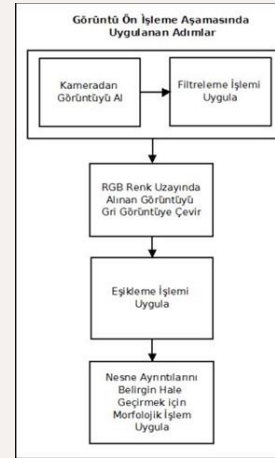 Görüntü Ön İşleme Aşamasında
Uygulanan Adımlar
Kameradan
Görüntüyü Al
Filtreleme İşlemi
Uygula
RGB Renk Uzayında
Alınan Görüntüyü
Gri Görüntüye Çevir
Eşikleme İşlemi
Uygula
Nesne Ayrıntılarını
Belirgin Hale
Geçirmek için
Morfolojik İşlem
Uygula